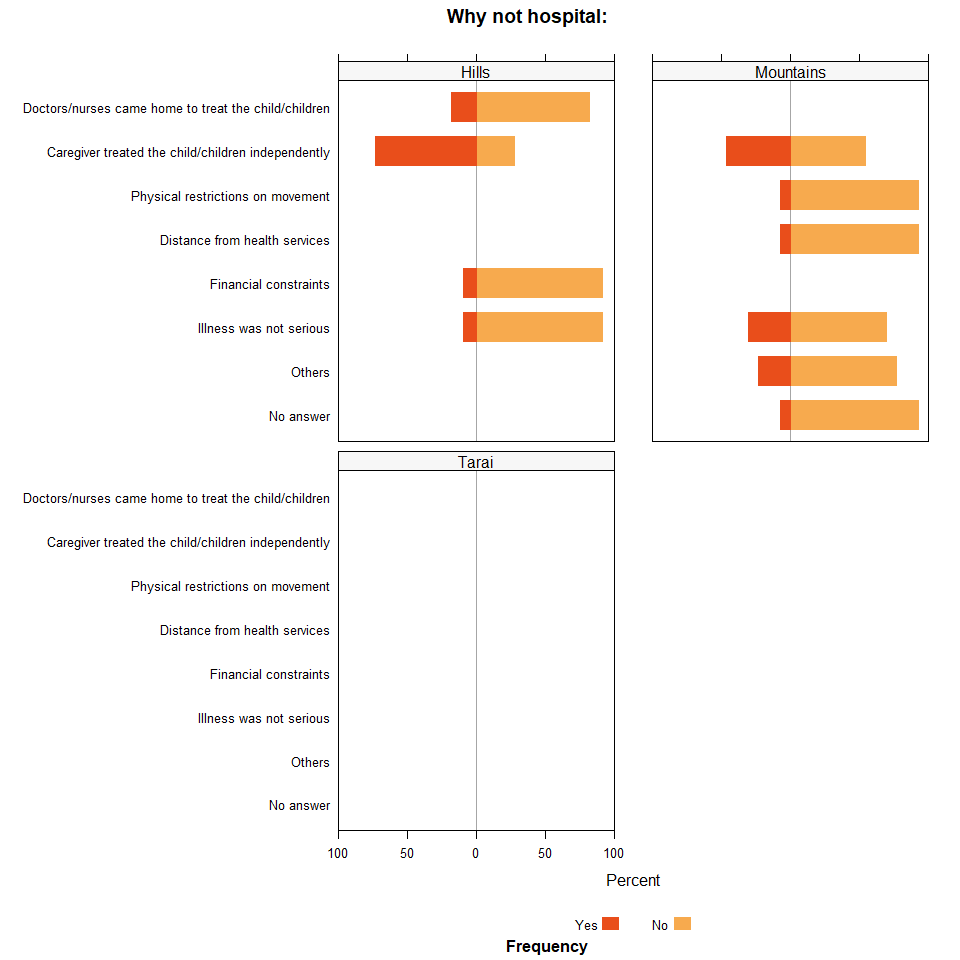 Why not hospital:
Hills
Mountains
Doctors/nurses came home to treat the child/children
Caregiver treated the child/children independently
Physical restrictions on movement
Distance from health services
Financial constraints
Illness was not serious
Others
No answer
Tarai
Doctors/nurses came home to treat the child/children
Caregiver treated the child/children independently
Physical restrictions on movement
Distance from health services
Financial constraints
Illness was not serious
Others
No answer
100 50 0 50 100
Percent
Yes No
Frequency